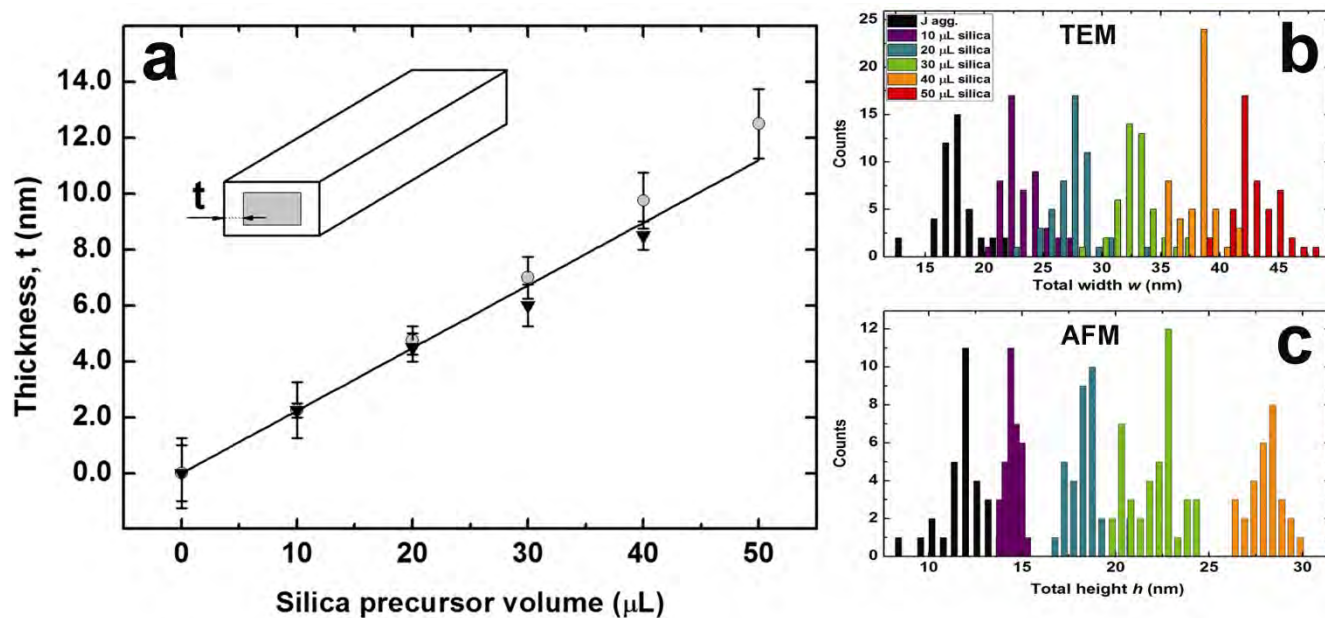 a
14.0
12.0
10.0
8.0
6.0
4.0
2.0
0.0
Thickness, t (nm)
t
0 10 20 30 40 50
Silica precursor volume (μL)
25
20
15
10
5
0
Counts
J agg.
10 μL silica
20 μL silica
30 μL silica
40 μL silica
50 μL silica
TEM
b
15 20 25 30 35 40 45
Total width w (nm)
12
10
8
6
4
2
0
Counts
AFM
c
10 15 20 25 30
Total height h (nm)